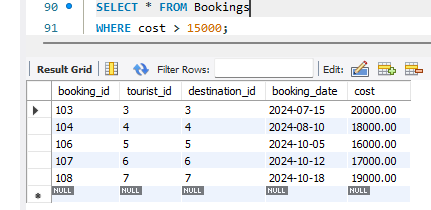 90 SELECT * FROM Bookings
91 WHERE cost > 15000;
Result Grid Filter Rows: Edit:
booking_id tourist_id destination_id booking_date cost
103 3 3 2024-07-15 20000.00
104 4 4 2024-08-10 18000.00
106 5 5 2024-10-05 16000.00
107 6 6 2024-10-12 17000.00
108 7 7 2024-10-18 19000.00
NULL NULL NULL NULL NULL